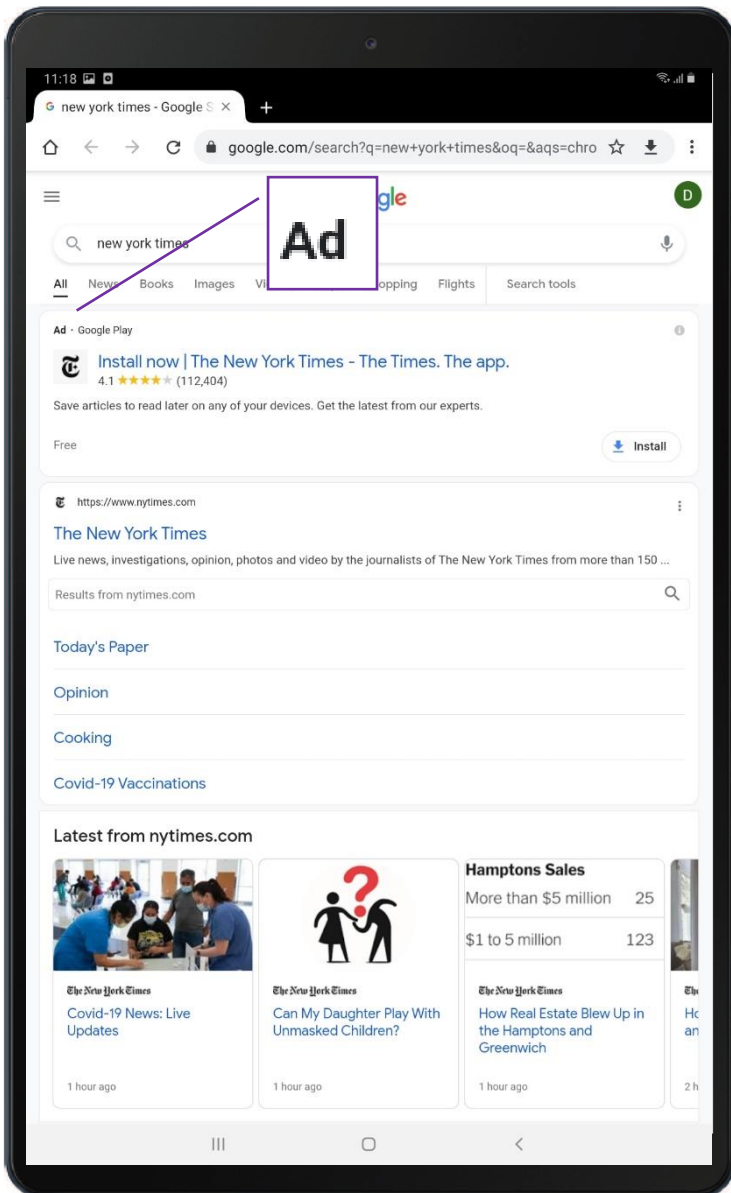 11:18
new york times - Google S
google.com/search?q=new+york+times&oq=&aqs=chro
gle
D
new york times
Ad
All News Books Images Vi opping Flights Search tools
Ad · Google Play
Install now | The New York Times - The Times. The app.
4.1 ★★★★★ (112,404)
Save articles to read later on any of your devices. Get the latest from our experts.
Free
Install
https://www.nytimes.com
The New York Times
Live news, investigations, opinion, photos and video by the journalists of The New York Times from more than 150 ...
Results from nytimes.com
Today's Paper
Opinion
Cooking
Covid-19 Vaccinations
Latest from nytimes.com
Hamptons Sales
More than $5 million 25
$1 to 5 million 123
The New York Times
Covid-19 News: Live
Updates
1 hour ago
The New York Times
Can My Daughter Play With
Unmasked Children?
1 hour ago
The New York Times
How Real Estate Blew Up in
the Hamptons and
Greenwich
1 hour ago
The
Ho
an
2 h